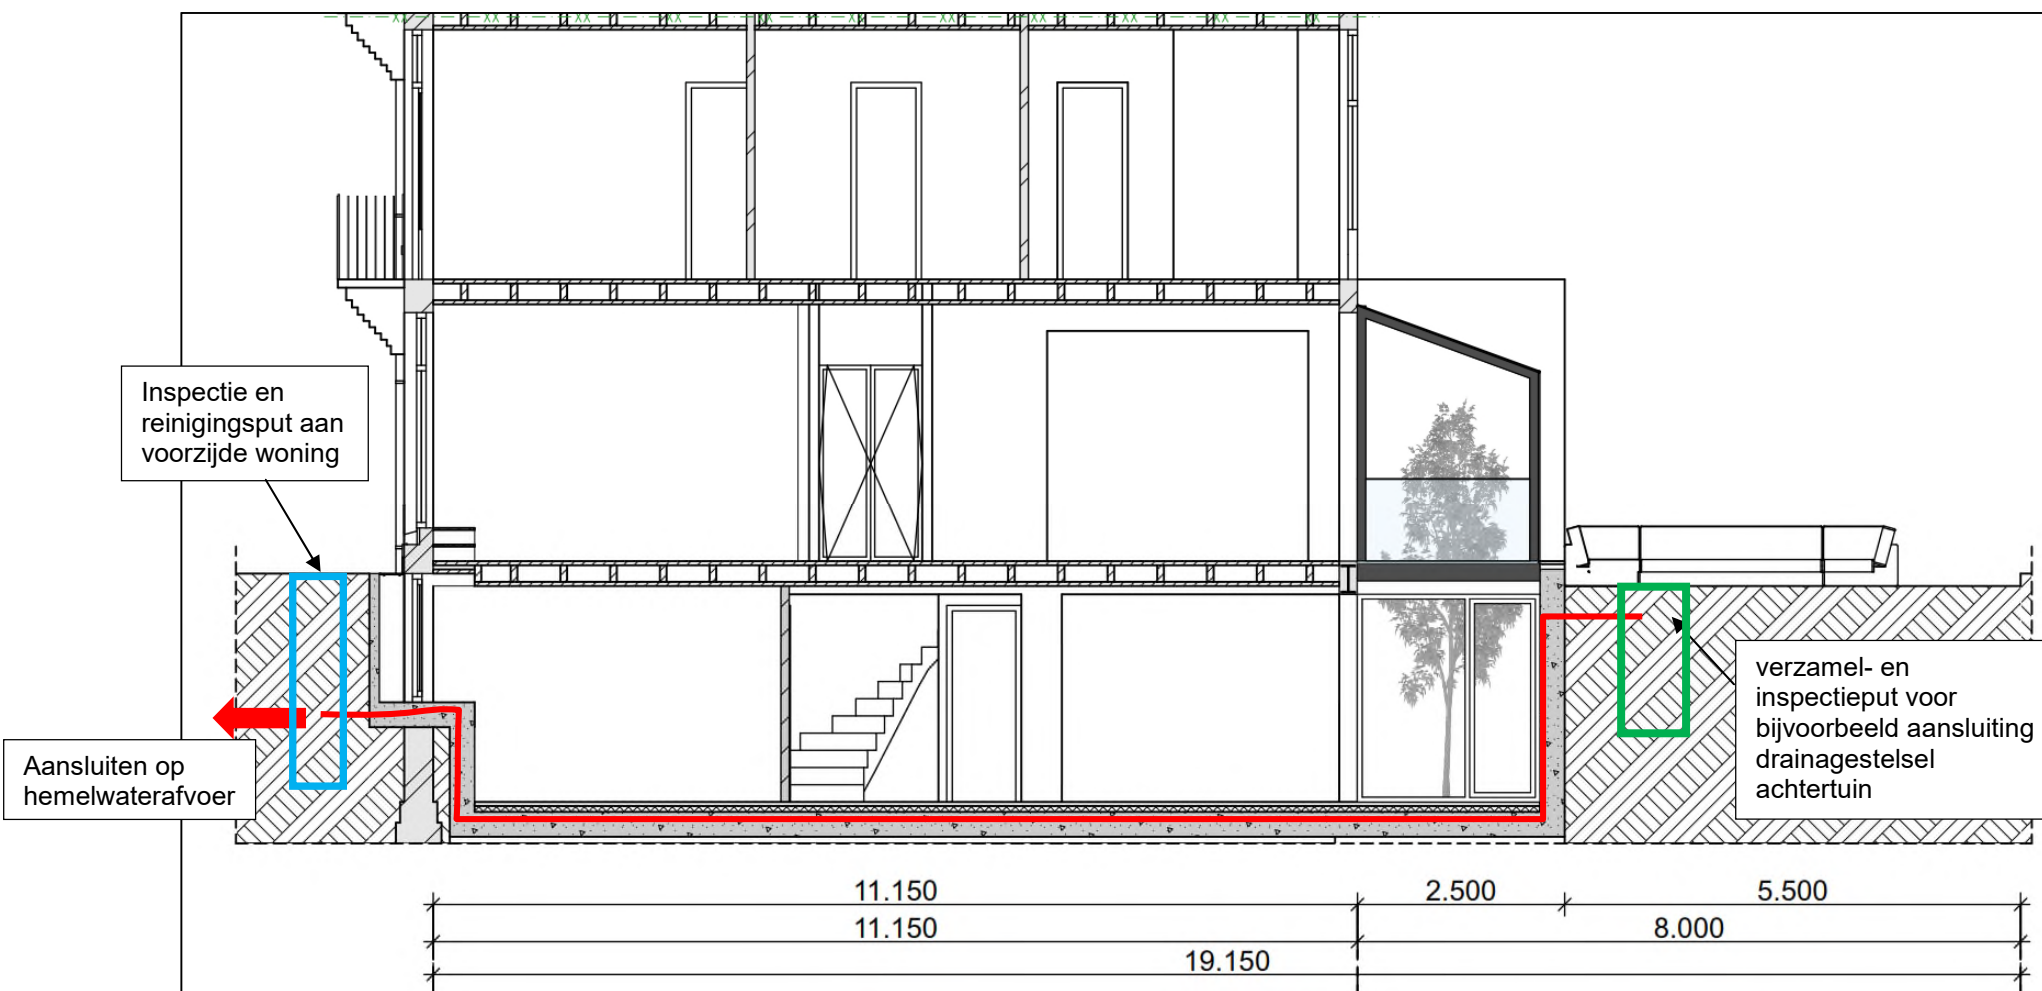 Inspectie en
reinigingsput aan
voorzijde woning
Aansluiten op
hemelwaterafvoer
verzamel- en
inspectieput voor
bijvoorbeeld aansluiting
drainagestelsel
achtertuin
11.150
2.500
5.500
11.150
8.000
19.150